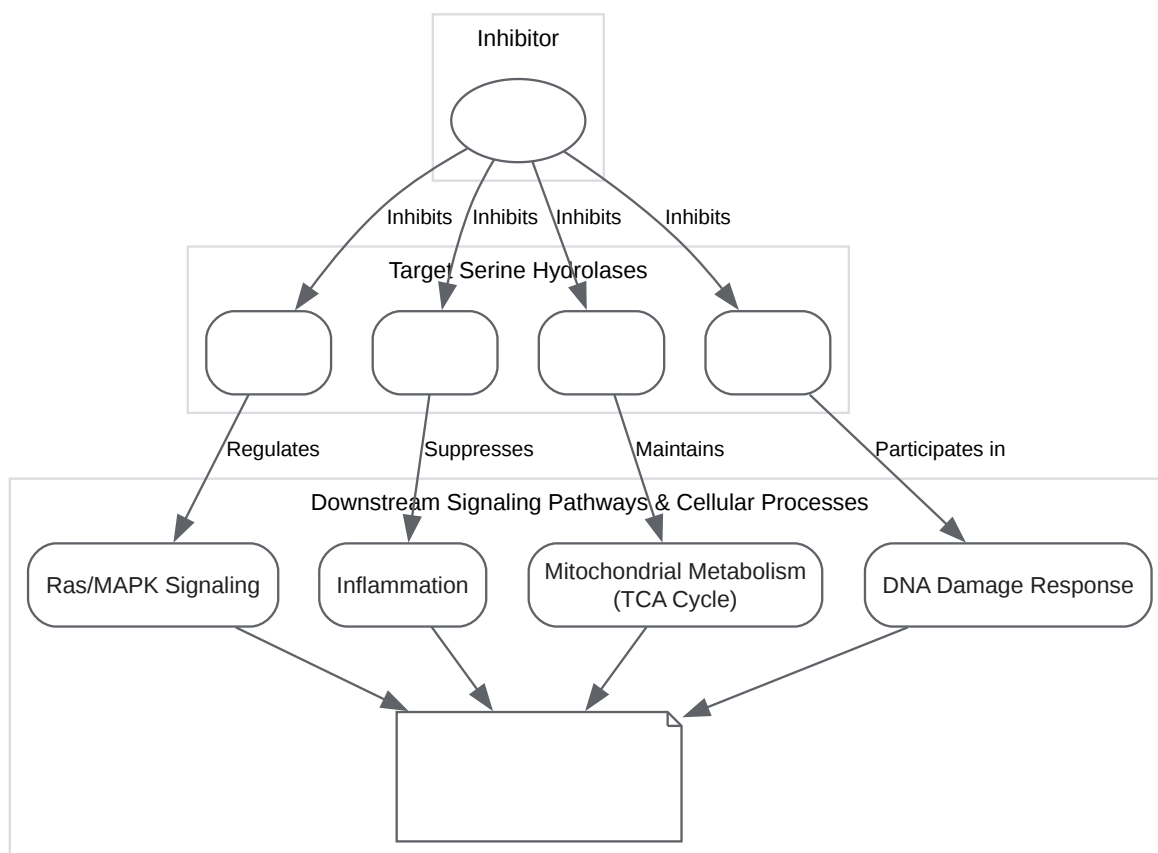 Inhibitor
Inhibits
Inhibits
Inhibits
Inhibits
Target Serine Hydrolases
Regulates
Suppresses
Maintains
Participates in
Downstream Signaling Pathways & Cellular Processes
Ras/MAPK Signaling
Inflammation
Mitochondrial Metabolism
(TCA Cycle)
DNA Damage Response